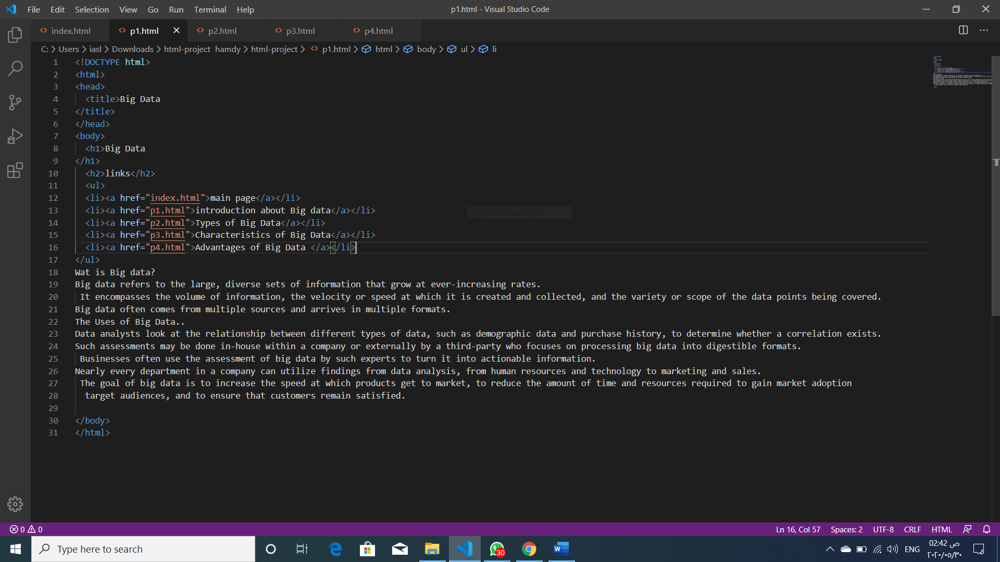 File Edit Selection View Go Run Terminal Help
p1.html - Visual Studio Code
index.html p1.html p2.html p3.html p4.html
C: > Users > iasl > Downloads > html-project hamdy > html-project > p1.html > html > body > ul > li
1 <!DOCTYPE html>
2 <html>
3 <head>
4 <title>Big Data
5 </title>
6 </head>
7 <body>
8 <h1>Big Data
9 </h1>
10 <h2>links</h2>
11 <ul>
12 <li><a href="index.html">main page</a></li>
13 <li><a href="p1.html">introduction about Big data</a></li>
14 <li><a href="p2.html">Types of Big Data</a></li>
15 <li><a href="p3.html">Characteristics of Big Data</a></li>
16 <li><a href="p4.html">Advantages of Big Data </a></li>
17 </ul>
18 Wat is Big data?
19 Big data refers to the large, diverse sets of information that grow at ever-increasing rates.
20 It encompasses the volume of information, the velocity or speed at which it is created and collected, and the variety or scope of the data points being covered.
21 Big data often comes from multiple sources and arrives in multiple formats.
22 The Uses of Big Data..
23 Data analysts look at the relationship between different types of data, such as demographic data and purchase history, to determine whether a correlation exists.
24 Such assessments may be done in-house within a company or externally by a third-party who focuses on processing big data into digestible formats.
25 Businesses often use the assessment of big data by such experts to turn it into actionable information.
26 Nearly every department in a company can utilize findings from data analysis, from human resources and technology to marketing and sales.
27 The goal of big data is to increase the speed at which products get to market, to reduce the amount of time and resources required to gain market adoption
28 target audiences, and to ensure that customers remain satisfied.
29
30 </body>
31 </html>
Full-screen Snip
0 0
Ln 16, Col 57 Spaces: 2 UTF-8 CRLF HTML
Type here to search
30
W
ENG
02:42 ص
٢٠٢٠/٠٥/٣٠